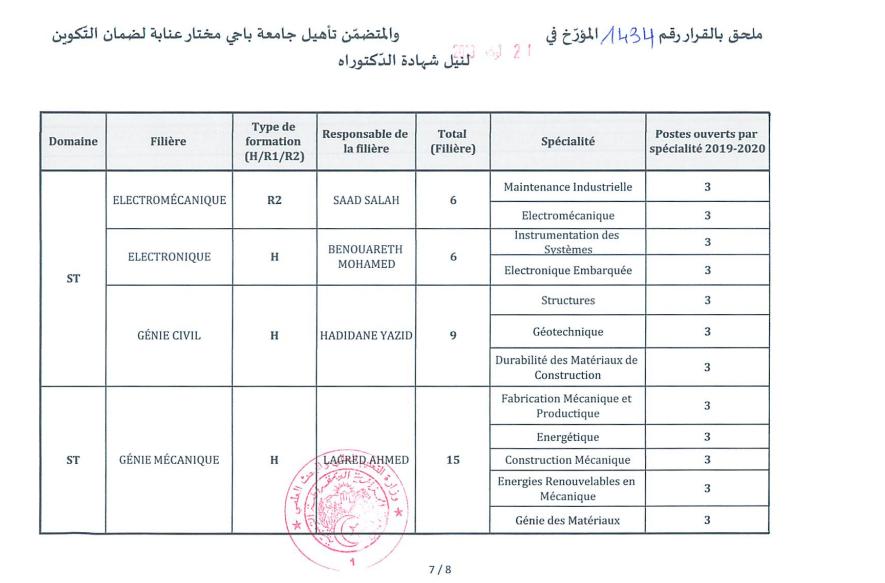 ملحق بالقرار رقم 1434 المؤرّخ في 21 والمتضمّن تأهيل جامعة باجي مختار عنابة لضمان التّكوين
لنيل شهادة الدّكتوراه
Domaine Filière Type de formation (H/R1/R2) Responsable de la filière Total (Filière) Spécialité Postes ouverts par spécialité 2019-2020
ST ELECTROMÉCANIQUE R2 SAAD SALAH 6 Maintenance Industrielle 3
Electromécanique 3
ELECTRONIQUE H BENOUARETH MOHAMED 6 Instrumentation des Systèmes 3
Electronique Embarquée 3
GÉNIE CIVIL H HADIDANE YAZID 9 Structures 3
Géotechnique 3
Durabilité des Matériaux de Construction 3
ST GÉNIE MÉCANIQUE H LAGRED AHMED 15 Fabrication Mécanique et Productique 3
Energétique 3
Construction Mécanique 3
Energies Renouvelables en Mécanique 3
Génie des Matériaux 3
1
7 / 8